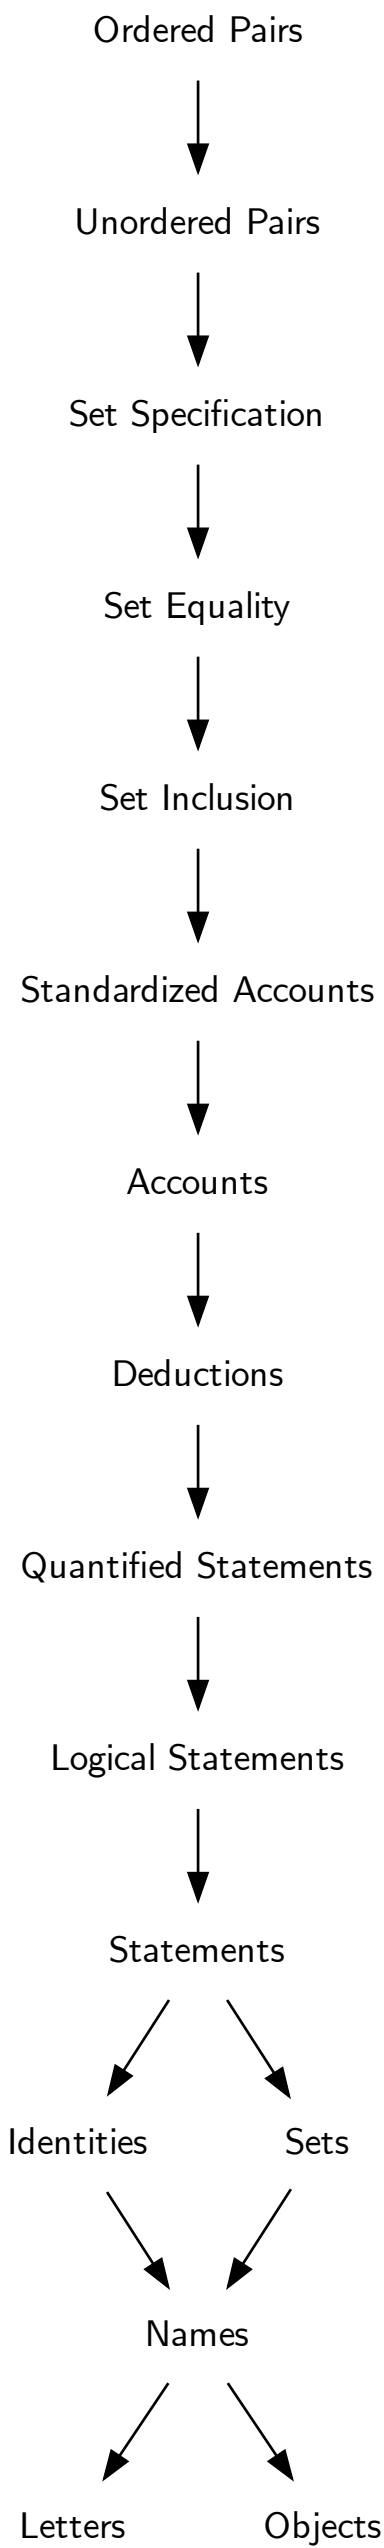 Ordered Pairs
Unordered Pairs
Set Specification
Set Equality
Set Inclusion
Standardized Accounts
Accounts
Deductions
Quantified Statements
Logical Statements
Statements
Identities Sets
Names
Letters Objects